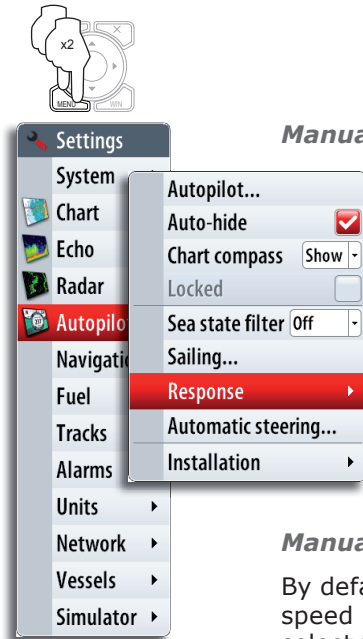 x2
MENU
WIN
Settings
System
Chart
Echo
Radar
Autopilo
Navigati
Fuel
Tracks
Alarms
Units
Network
Vessels
Simulator
Autopilot...
Auto-hide
Chart compass Show
Locked
Sea state filter Off
Sailing...
Response
Automatic steering...
Installation
Manua
Manua
By defa
speed